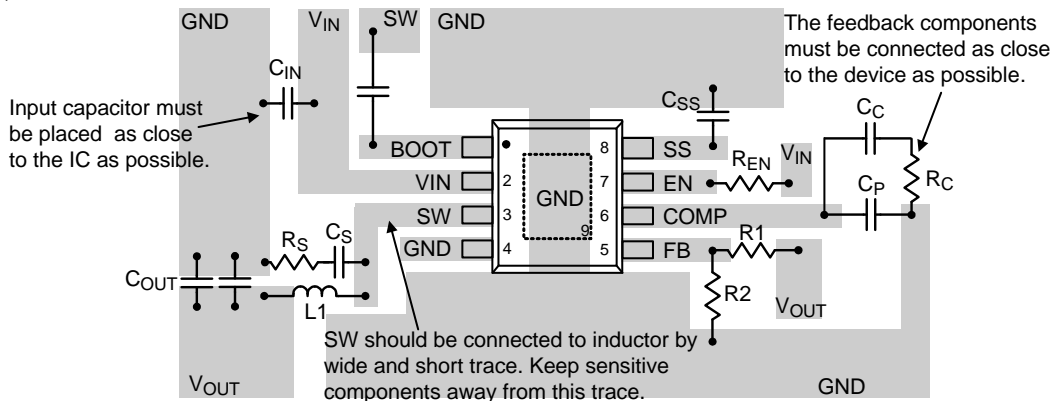 GND
VIN
SW
GND
The feedback components
must be connected as close
to the device as possible.
CIN
Input capacitor must
be placed as close
to the IC as possible.
CSS
CC
BOOT
8
SS
REN
VIN
RC
VIN
2
GND
7
EN
CP
SW
3
6
COMP
GND
4
9
5
FB
R1
RS
CS
COUT
L1
R2
VOUT
SW should be connected to inductor by
wide and short trace. Keep sensitive
components away from this trace.
VOUT
GND